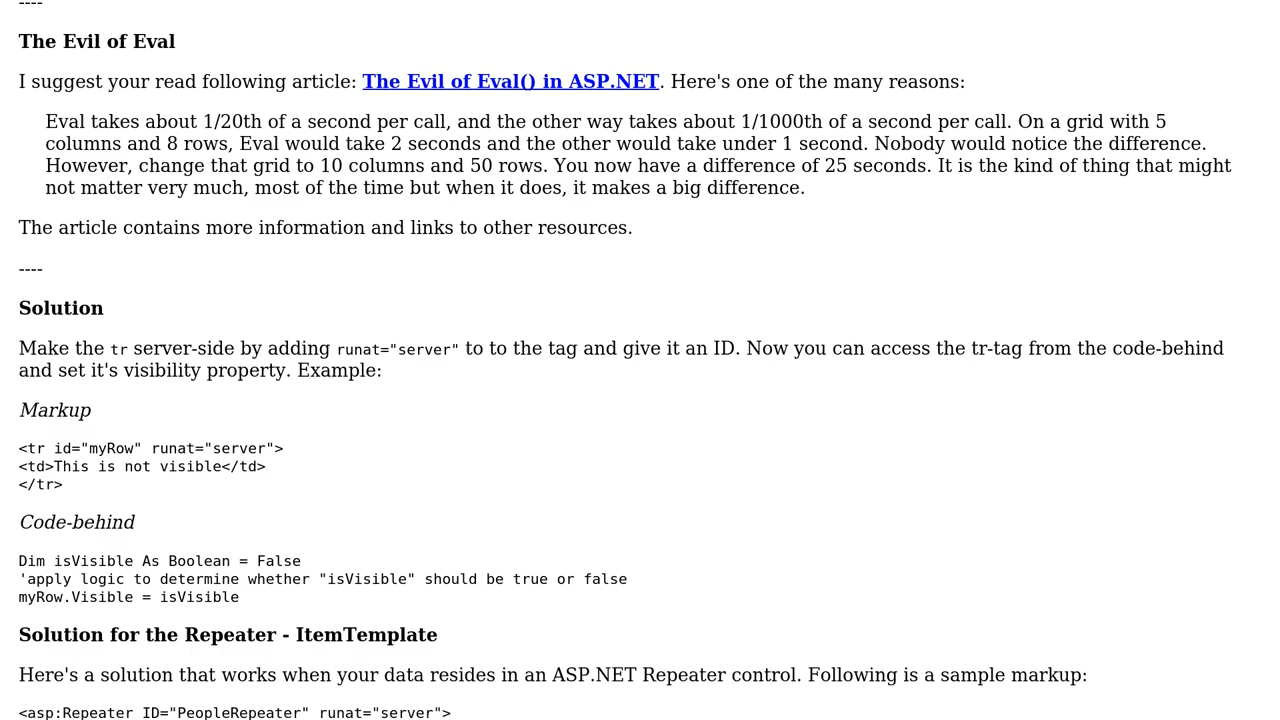 ----
The Evil of Eval
I suggest your read following article: The Evil of Eval() in ASP.NET. Here's one of the many reasons:
Eval takes about 1/20th of a second per call, and the other way takes about 1/1000th of a second per call. On a grid with 5
columns and 8 rows, Eval would take 2 seconds and the other would take under 1 second. Nobody would notice the difference.
However, change that grid to 10 columns and 50 rows. You now have a difference of 25 seconds. It is the kind of thing that might
not matter very much, most of the time but when it does, it makes a big difference.
The article contains more information and links to other resources.
----
Solution
Make the tr server-side by adding runat="server" to to the tag and give it an ID. Now you can access the tr-tag from the code-behind
and set it's visibility property. Example:
Markup
<tr id="myRow" runat="server">
<td>This is not visible</td>
</tr>
Code-behind
Dim isVisible As Boolean = False
'apply logic to determine whether "isVisible" should be true or false
myRow.Visible = isVisible
Solution for the Repeater - ItemTemplate
Here's a solution that works when your data resides in an ASP.NET Repeater control. Following is a sample markup:
<asp:Repeater ID="PeopleRepeater" runat="server">